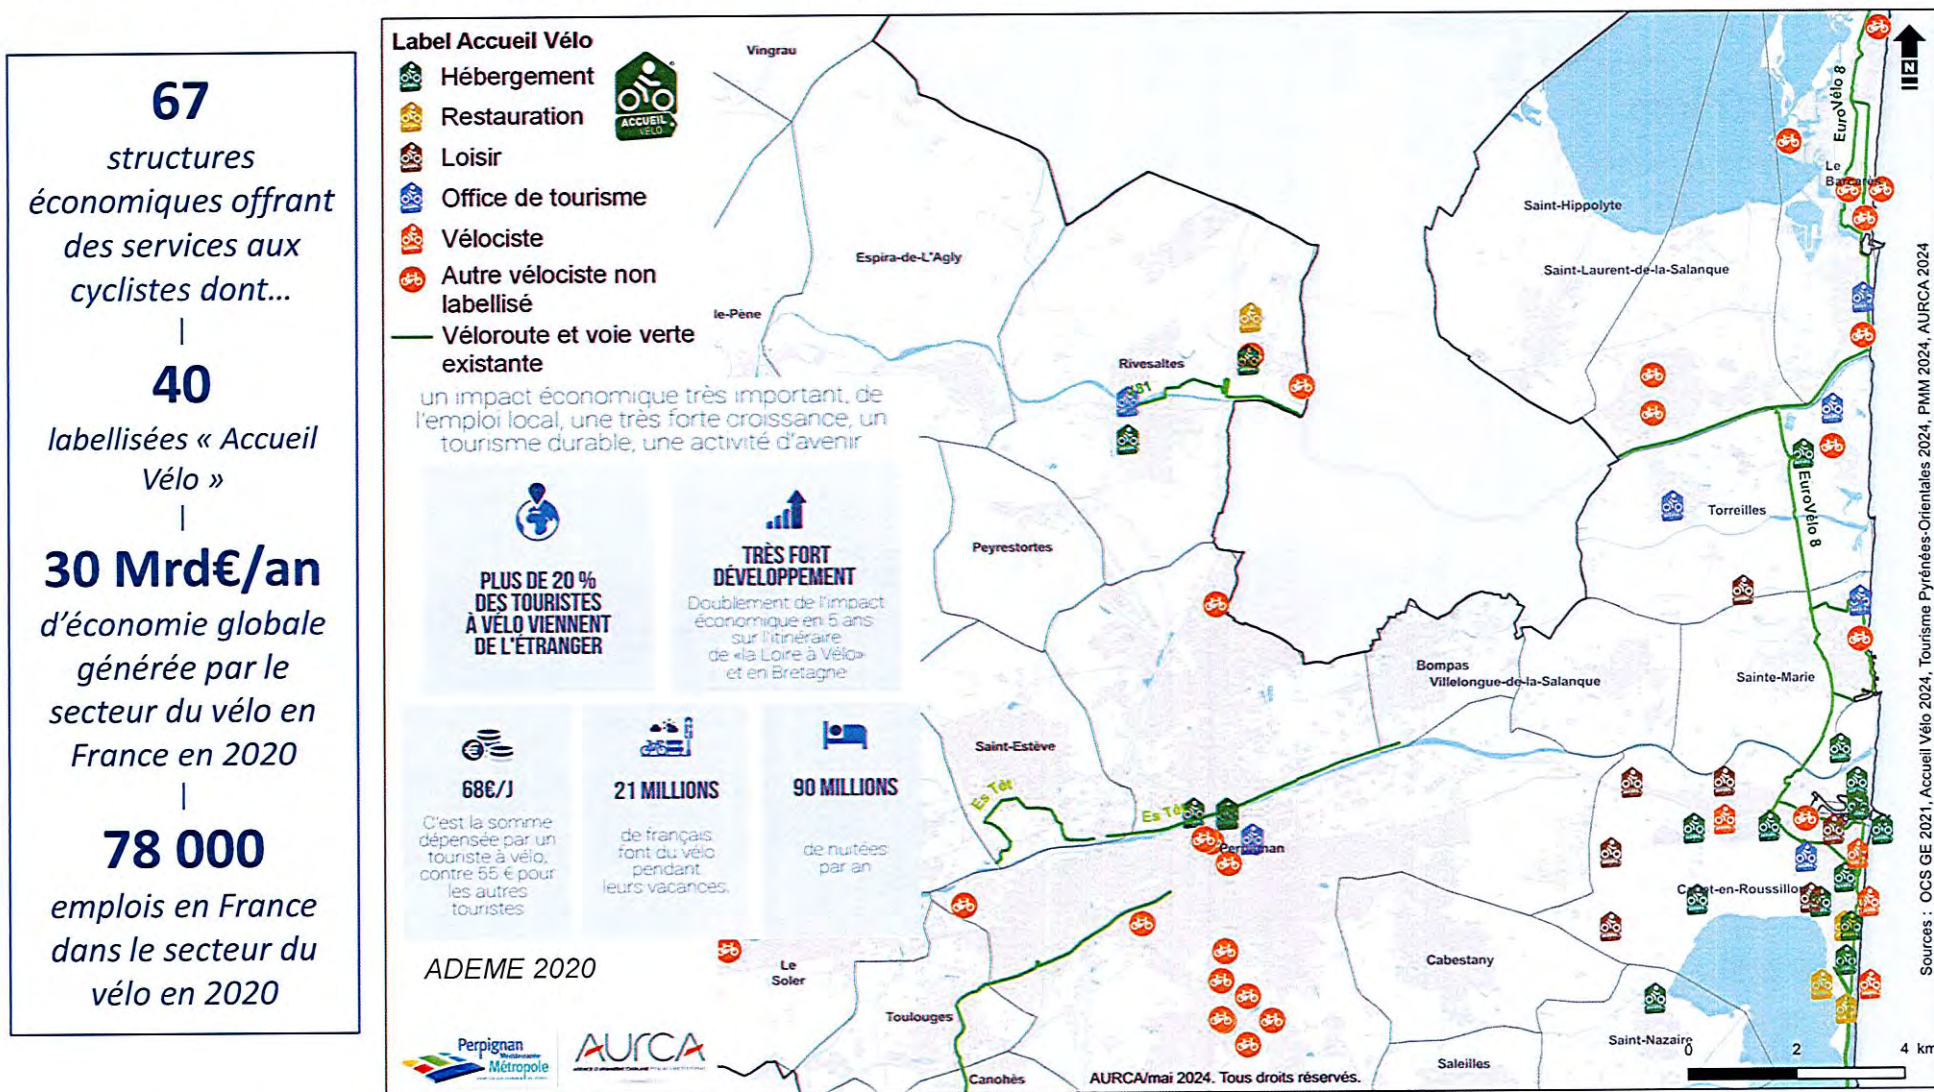 67
structures
économiques offrant
des services aux
cyclistes dont...
40
labellisées « Accueil
Vélo »
30 Mrd€/an
d'économie globale
générée par le
secteur du vélo en
France en 2020
78 000
emplois en France
dans le secteur du
vélo en 2020
Label Accueil Vélo
Hébergement
Restauration
Loisir
Office de tourisme
Vélociste
Autre vélociste non
labellisé
Véloroute et voie verte
existante
ACCUEIL
VÉLO
un impact économique très important, de
l'emploi local, une très forte croissance, un
tourisme durable, une activité d'avenir
PLUS DE 20 %
DES TOURISTES
À VÉLO VIENNENT
DE L'ÉTRANGER
TRÈS FORT
DÉVELOPPEMENT
Doublement de l'impact
économique en 5 ans
sur l'itinéraire
de «la Loire à Vélo»
et en Bretagne
68€/J
C'est la somme
dépensée par un
touriste à vélo,
contre 55 € pour
les autres
touristes
21 MILLIONS
de français
font du vélo
pendant
leurs vacances.
90 MILLIONS
de nuitées
par an
ADEME 2020
Perpignan
Méditerranée
Métropole
AURCA
Vingrau
Espira-de-L'Agly
le-Pène
Rivesaltes
Peyrestortes
Saint-Estève
Es Têt
Es Têt
Perpignan
Le
Soler
Toulouges
Canohès
Saint-Hippolyte
Saint-Laurent-de-la-Salanque
Le
Barcarès
EuroVélo 8
Torreilles
EuroVélo 8
Bompas
Villelongue-de-la-Salanque
Sainte-Marie
Canet-en-Roussillon
Cabestany
Saint-Nazaire
Saleilles
N
0 2 4 km
AURCA/mai 2024. Tous droits réservés.
Sources : OCS GE 2021, Accueil Vélo 2024, Tourisme Pyrénées-Orientales 2024, PMM 2024, AURCA 2024